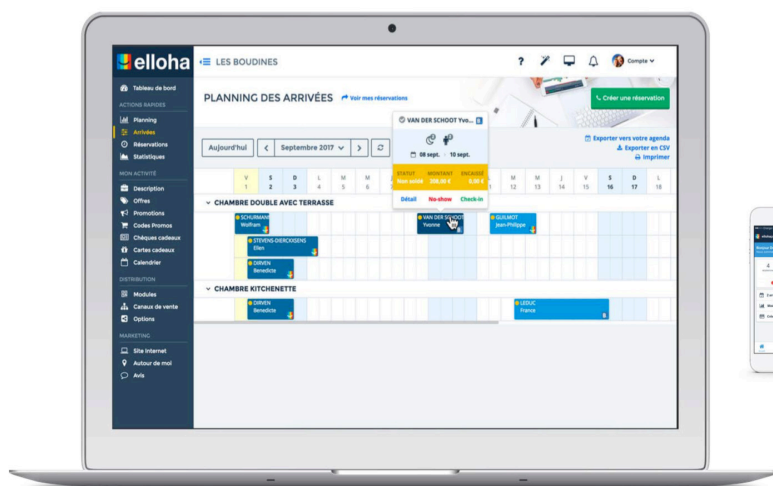 elloha
LES BOUDINES
?
Compte
Tableau de bord
ACTIONS RAPIDES
Planning
Arrivées
Réservations
Statistiques
MON ACTIVITÉ
Description
Offres
Promotions
Codes Promos
Chèques cadeaux
Cartes cadeaux
Calendrier
DISTRIBUTION
Modules
Canaux de vente
Options
MARKETING
Site Internet
Autour de moi
Avis
PLANNING DES ARRIVÉES
Voir mes réservations
Créer une réservation
Aujourd'hui
Septembre 2017
Exporter vers votre agenda
Exporter en CSV
Imprimer
VAN DER SCHOOT Yvo...
08 sept. - 10 sept.
STATUT MONTANT ENCAISSÉ
Non soldé
Détail No-show Check-in
V S D L M M
1 2 3 4 5 6
M M J V S D L
12 13 14 15 16 17 18
CHAMBRE DOUBLE AVEC TERRASSE
SCHURMANN
Wolfram
VAN DER SCHOOT
Yvonne
GUILMOT
Jean-Philippe
STEVENS-DIERCKXSENS
Ellen
DIRVEN
Benedicte
CHAMBRE KITCHENETTE
DIRVEN
Benedicte
LEDUC
France